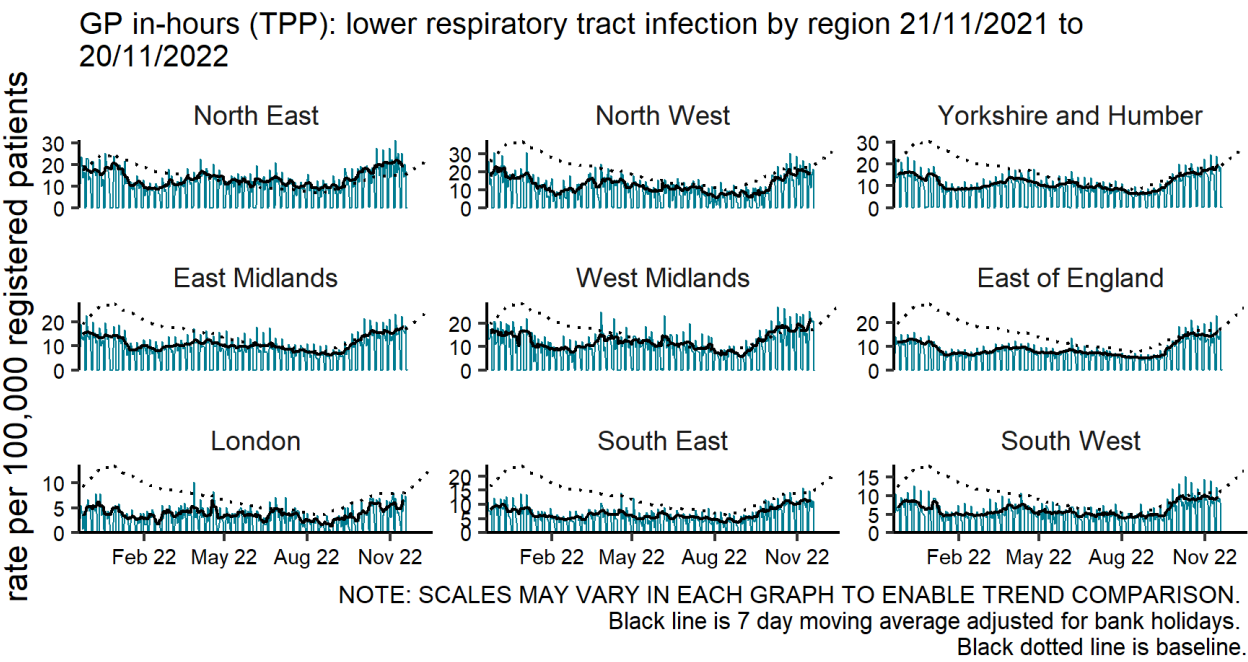 GP in-hours (TPP): lower respiratory tract infection by region 21/11/2021 to
20/11/2022
rate per 100,000 registered patients
North East
30
20
10
0
North West
30
20
10
0
Yorkshire and Humber
30
20
10
0
East Midlands
20
10
0
West Midlands
20
10
0
East of England
20
10
0
London
10
5
0
Feb 22 May 22 Aug 22 Nov 22
South East
20
15
10
5
0
Feb 22 May 22 Aug 22 Nov 22
South West
15
10
5
0
Feb 22 May 22 Aug 22 Nov 22
NOTE: SCALES MAY VARY IN EACH GRAPH TO ENABLE TREND COMPARISON.
Black line is 7 day moving average adjusted for bank holidays.
Black dotted line is baseline.